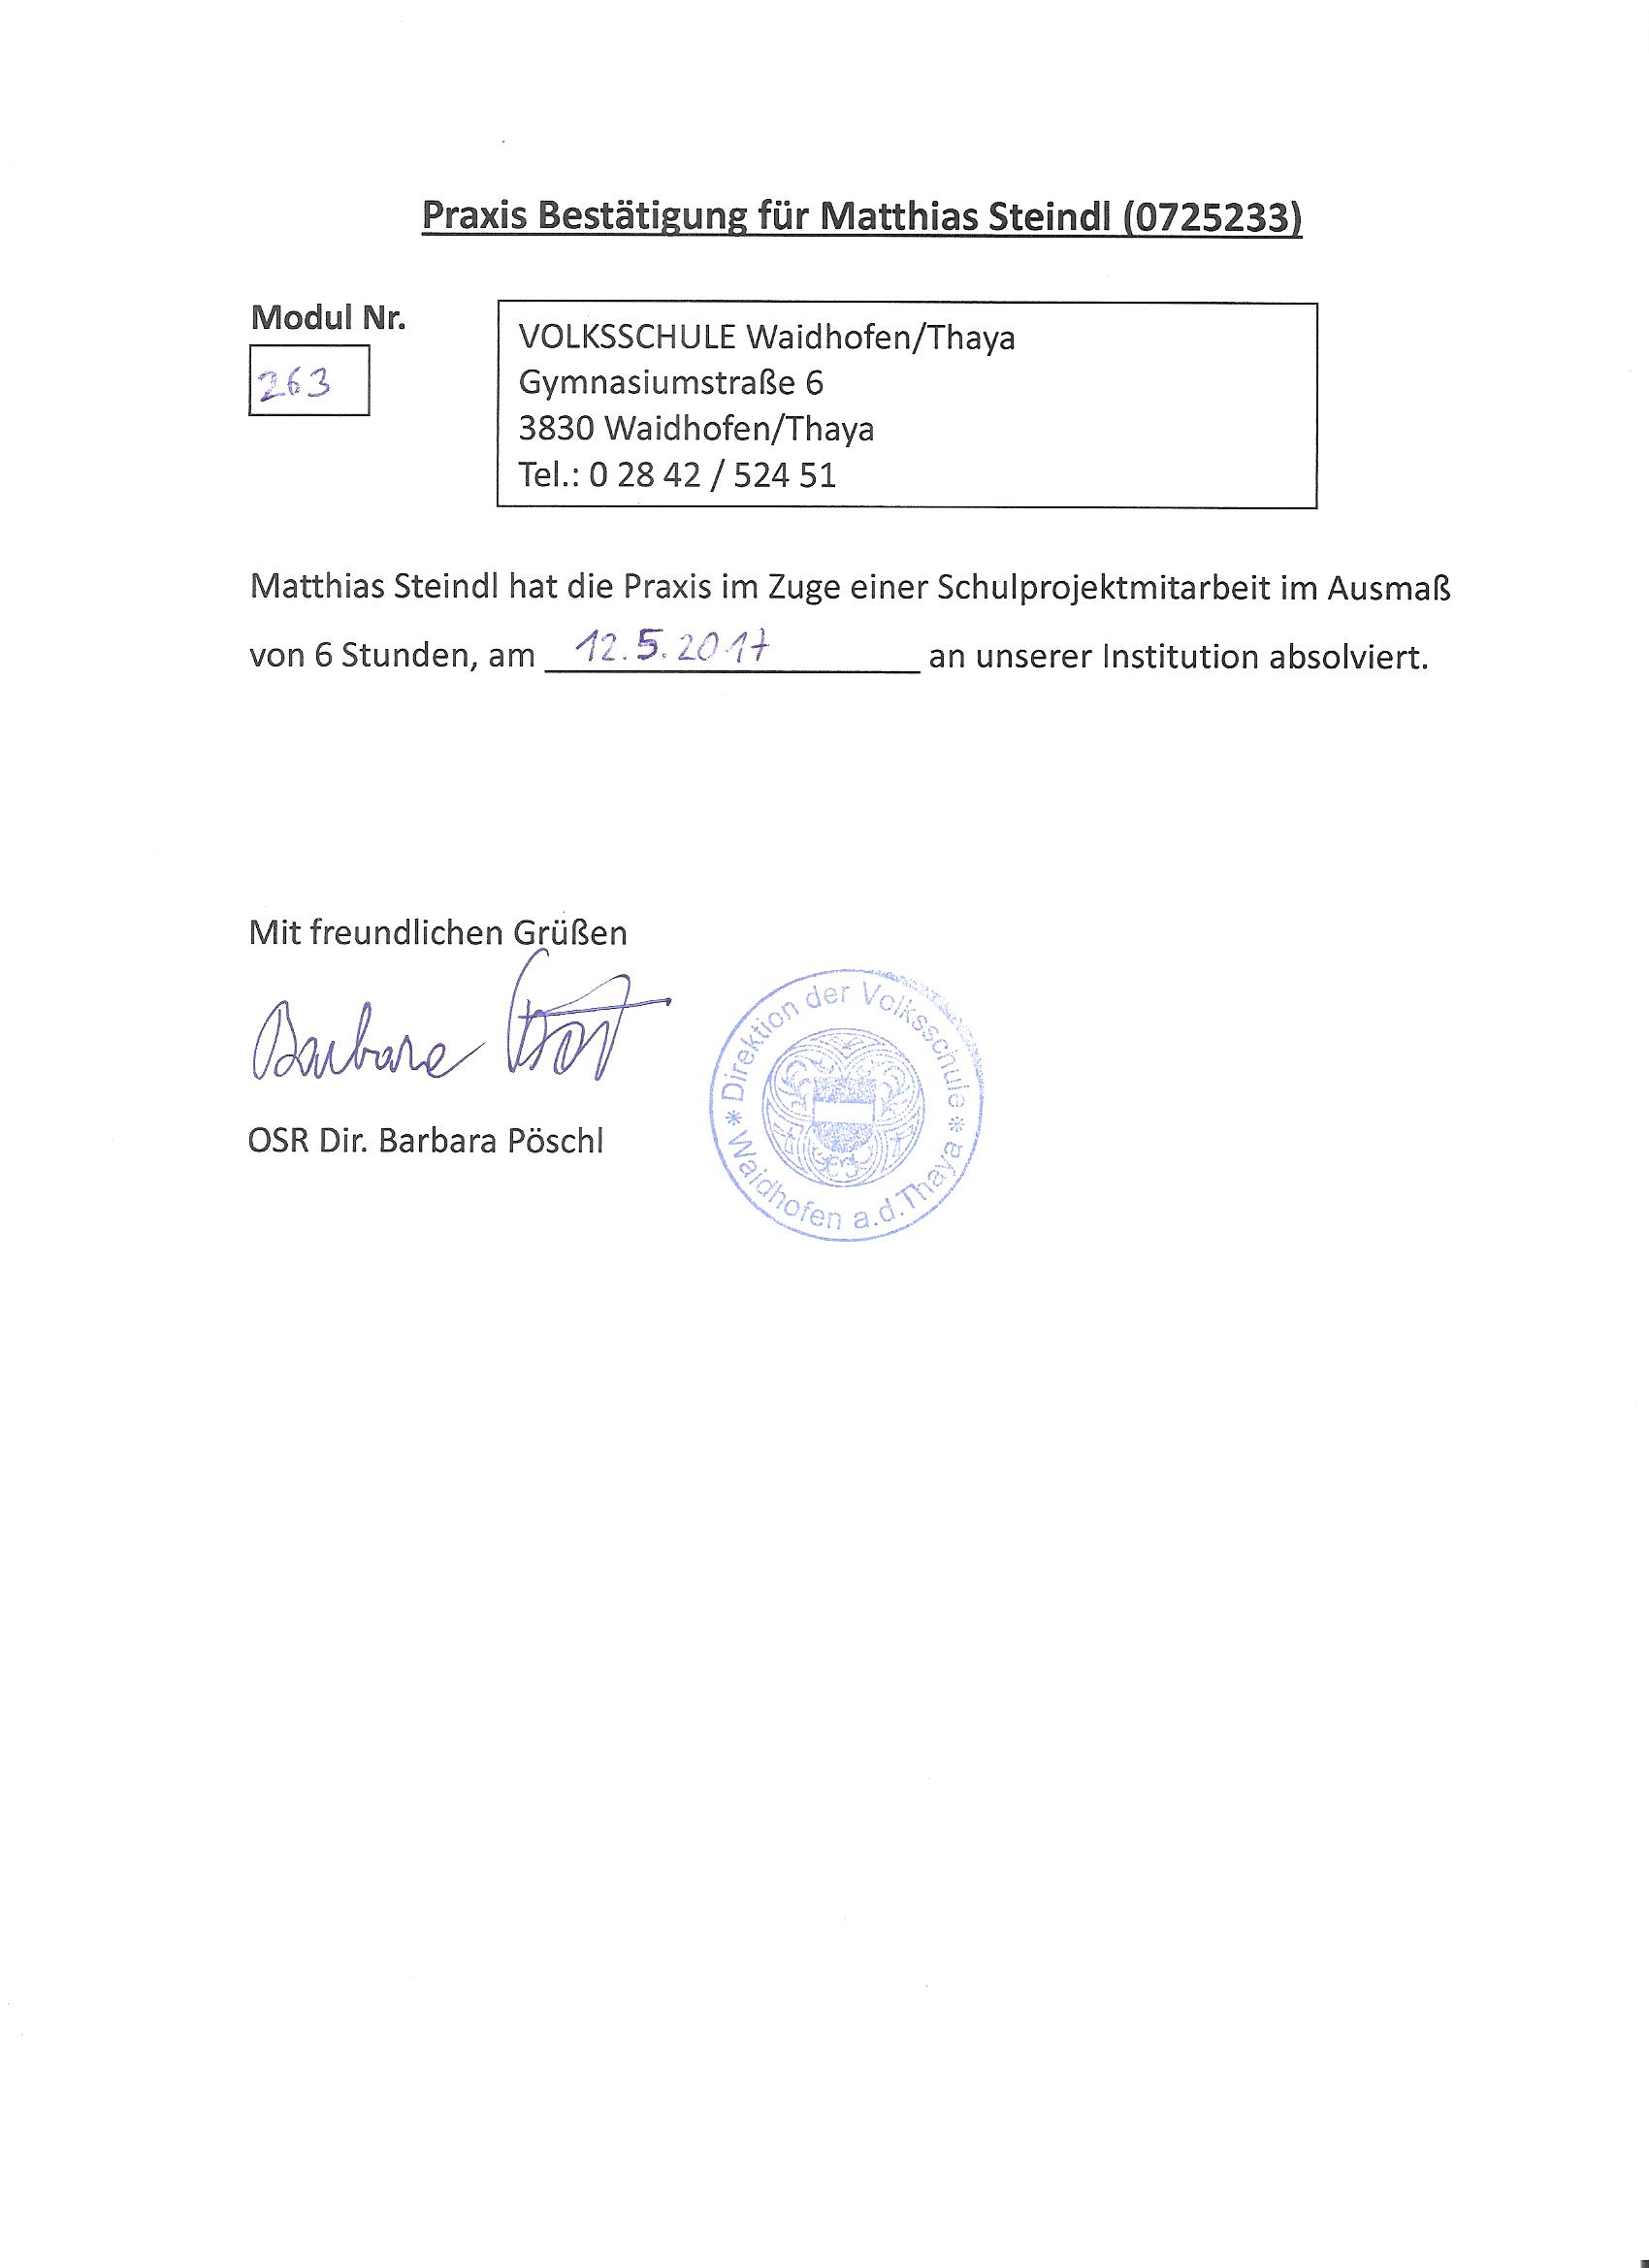 Praxis Bestätigung für Matthias Steindl (0725233)
Modul Nr.
263
VOLKSSCHULE Waidhofen/Thaya
Gymnasiumstraße 6
3830 Waidhofen/Thaya
Tel.: 0 28 42 / 524 51
Matthias Steindl hat die Praxis im Zuge einer Schulprojektmitarbeit im Ausmaß
von 6 Stunden, am 12.5.2017 an unserer Institution absolviert.
Mit freundlichen Grüßen
Barbara
OSR Dir. Barbara Pöschl
* Direktion der Volksschule *
Waidhofen a.d.Thaya